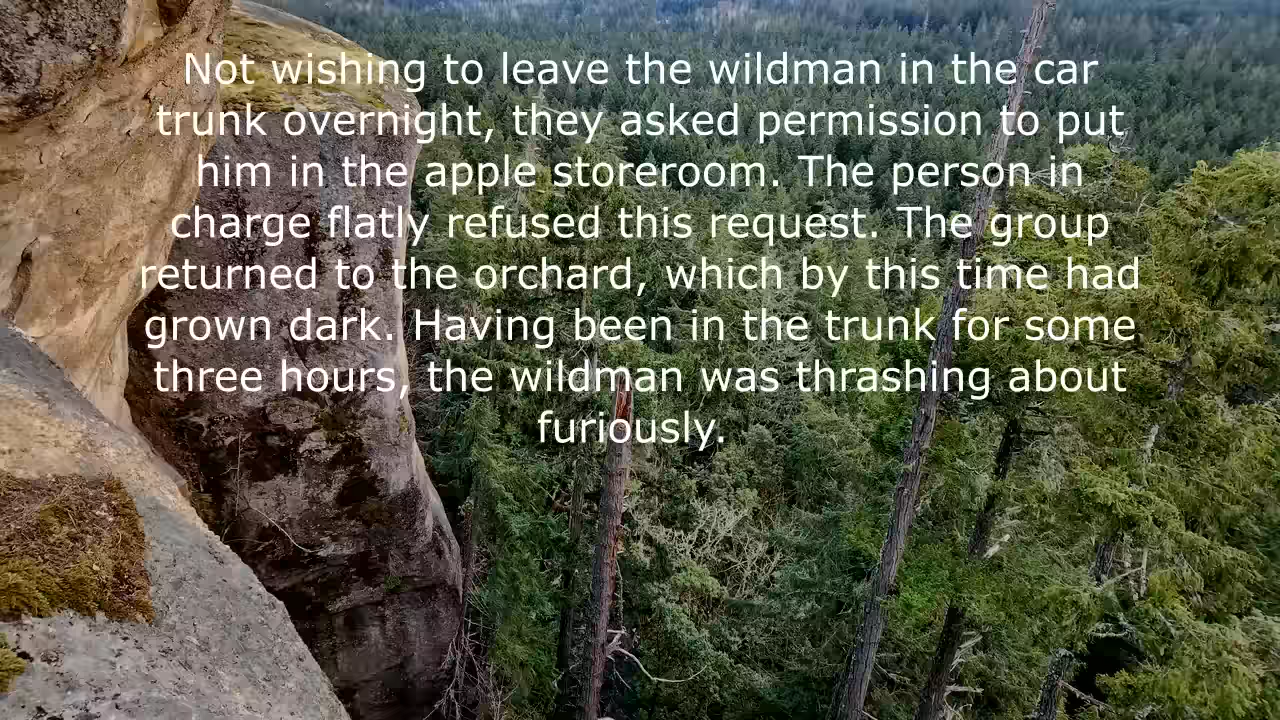 Not wishing to leave the wildman in the car
trunk overnight, they asked permission to put
him in the apple storeroom. The person in
charge flatly refused this request. The group
returned to the orchard, which by this time had
grown dark. Having been in the trunk for some
three hours, the wildman was thrashing about
furiously.